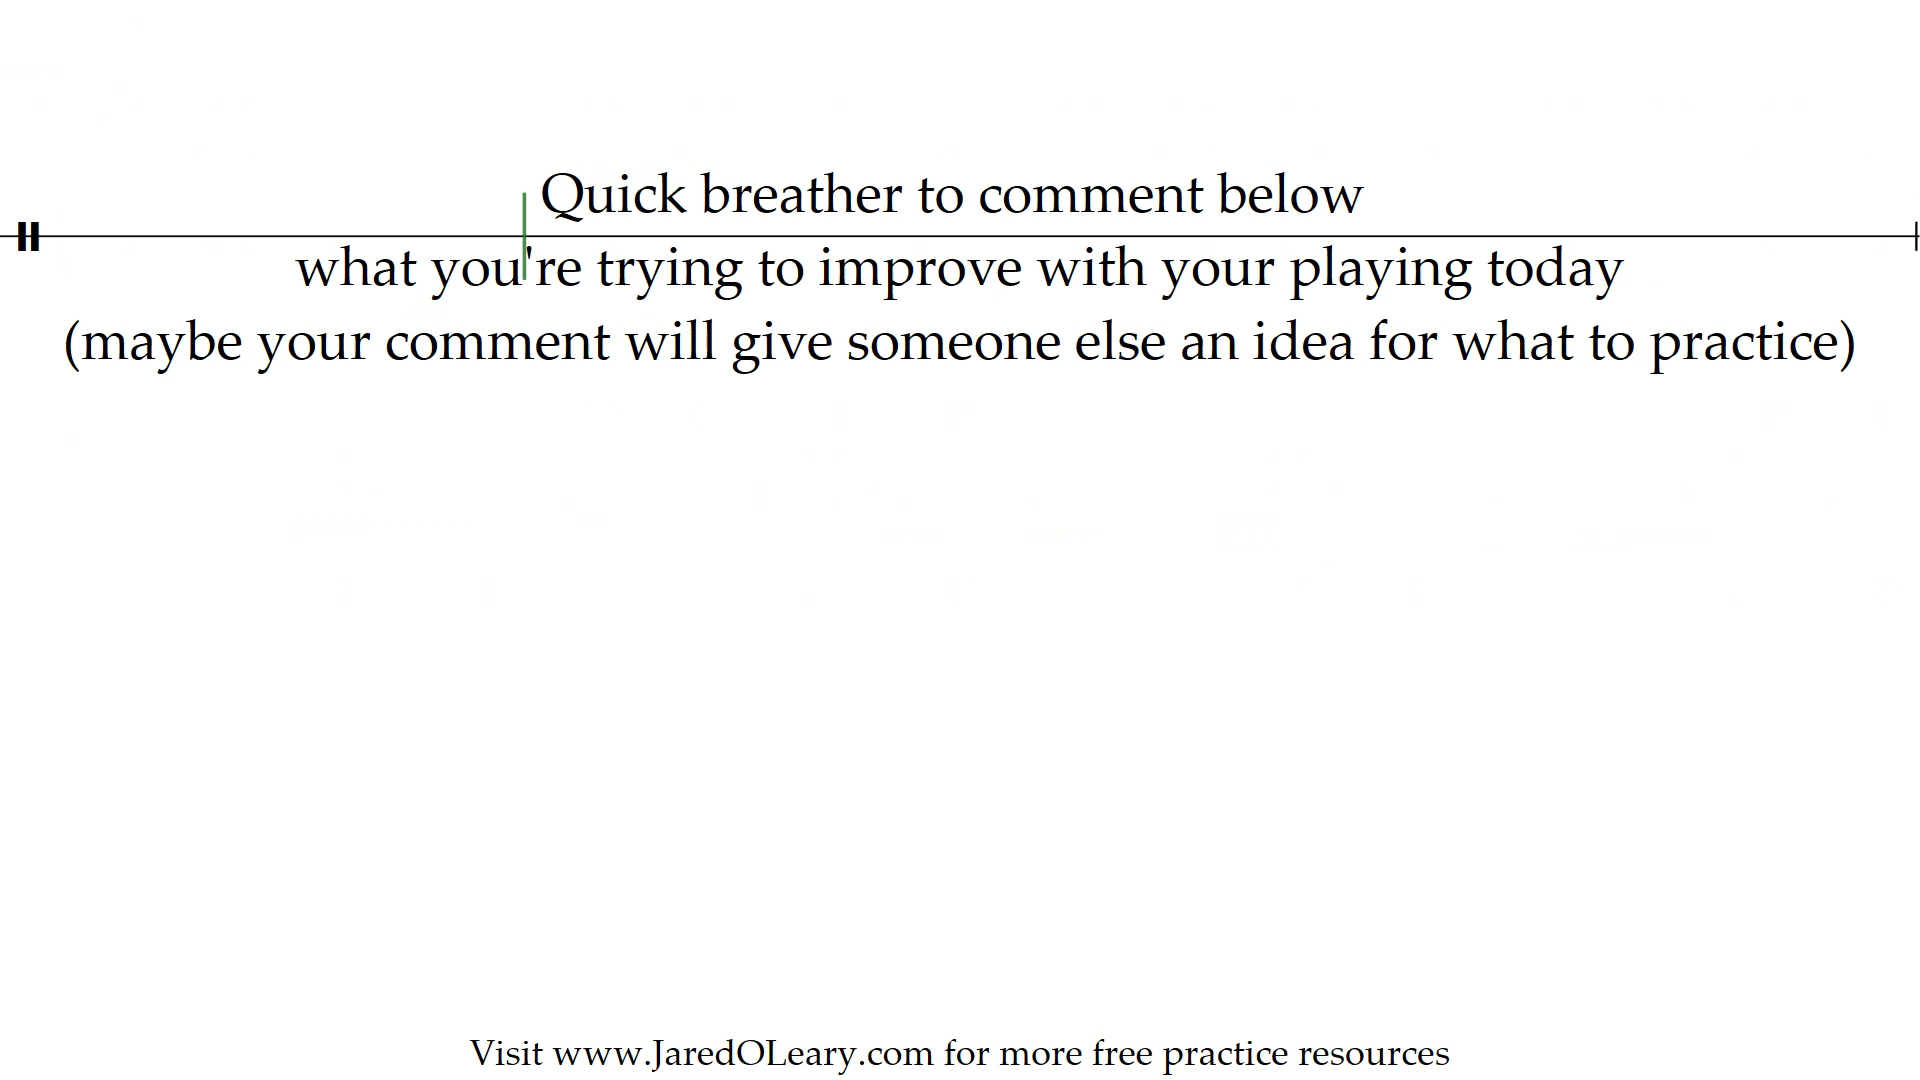 Quick breather to comment below
what you're trying to improve with your playing today
(maybe your comment will give someone else an idea for what to practice)
Visit www.JaredOLeary.com for more free practice resources